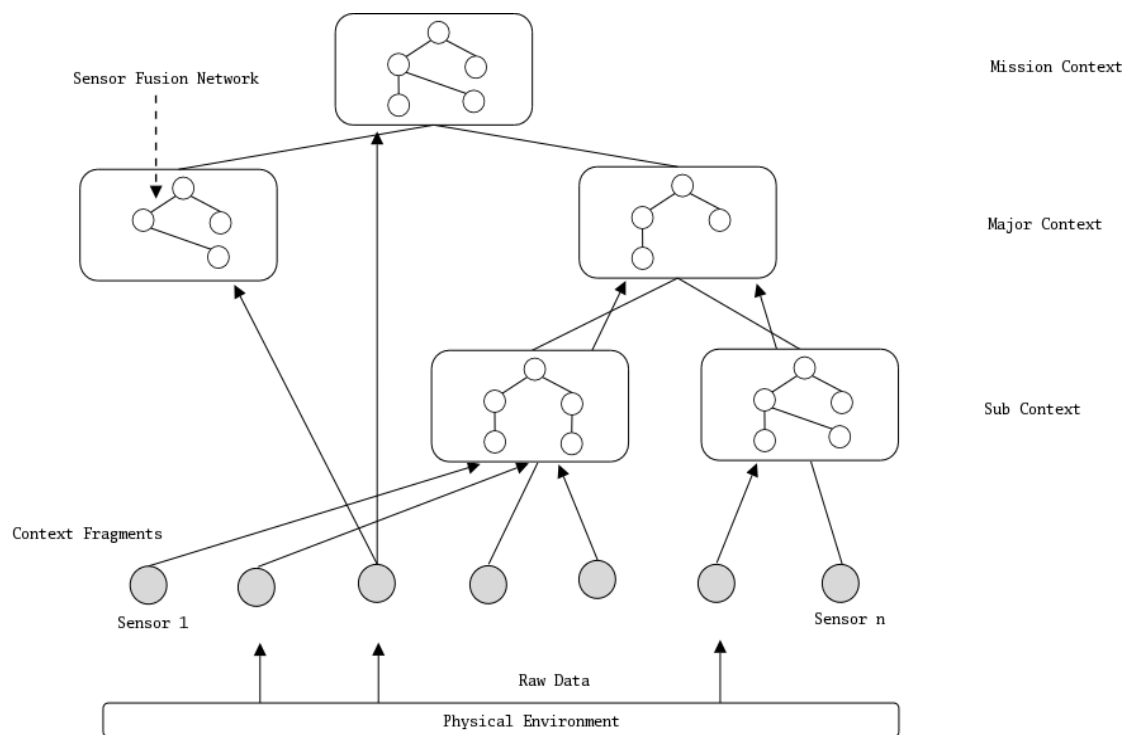 Mission Context
Sensor Fusion Network
Major Context
Sub Context
Context Fragments
Sensor 1
Sensor n
Raw Data
Physical Environment